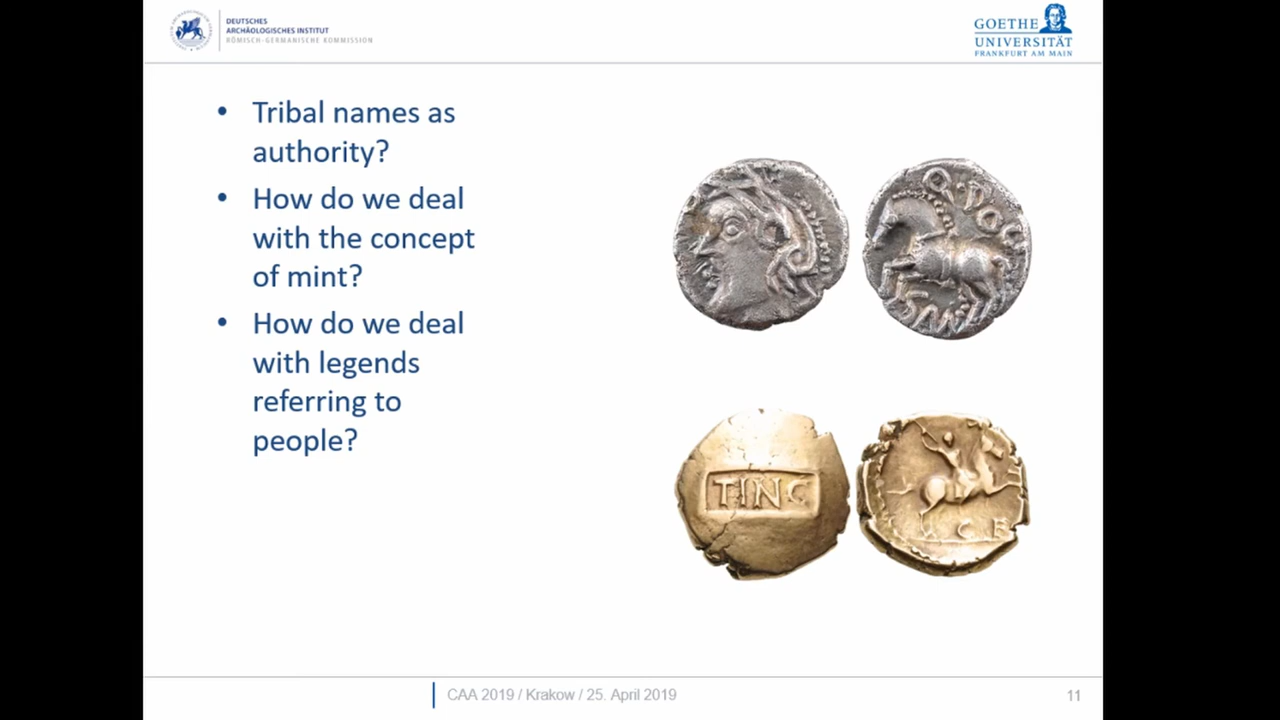 DEUTSCHES
ARCHÄOLOGISCHES INSTITUT
RÖMISCH-GERMANISCHE KOMMISSION
GOETHE
UNIVERSITÄT
FRANKFURT AM MAIN
• Tribal names as
authority?
• How do we deal
with the concept
of mint?
• How do we deal
with legends
referring to
people?
Q·DOCI
TINC
C F
CAA 2019 / Krakow / 25. April 2019
11